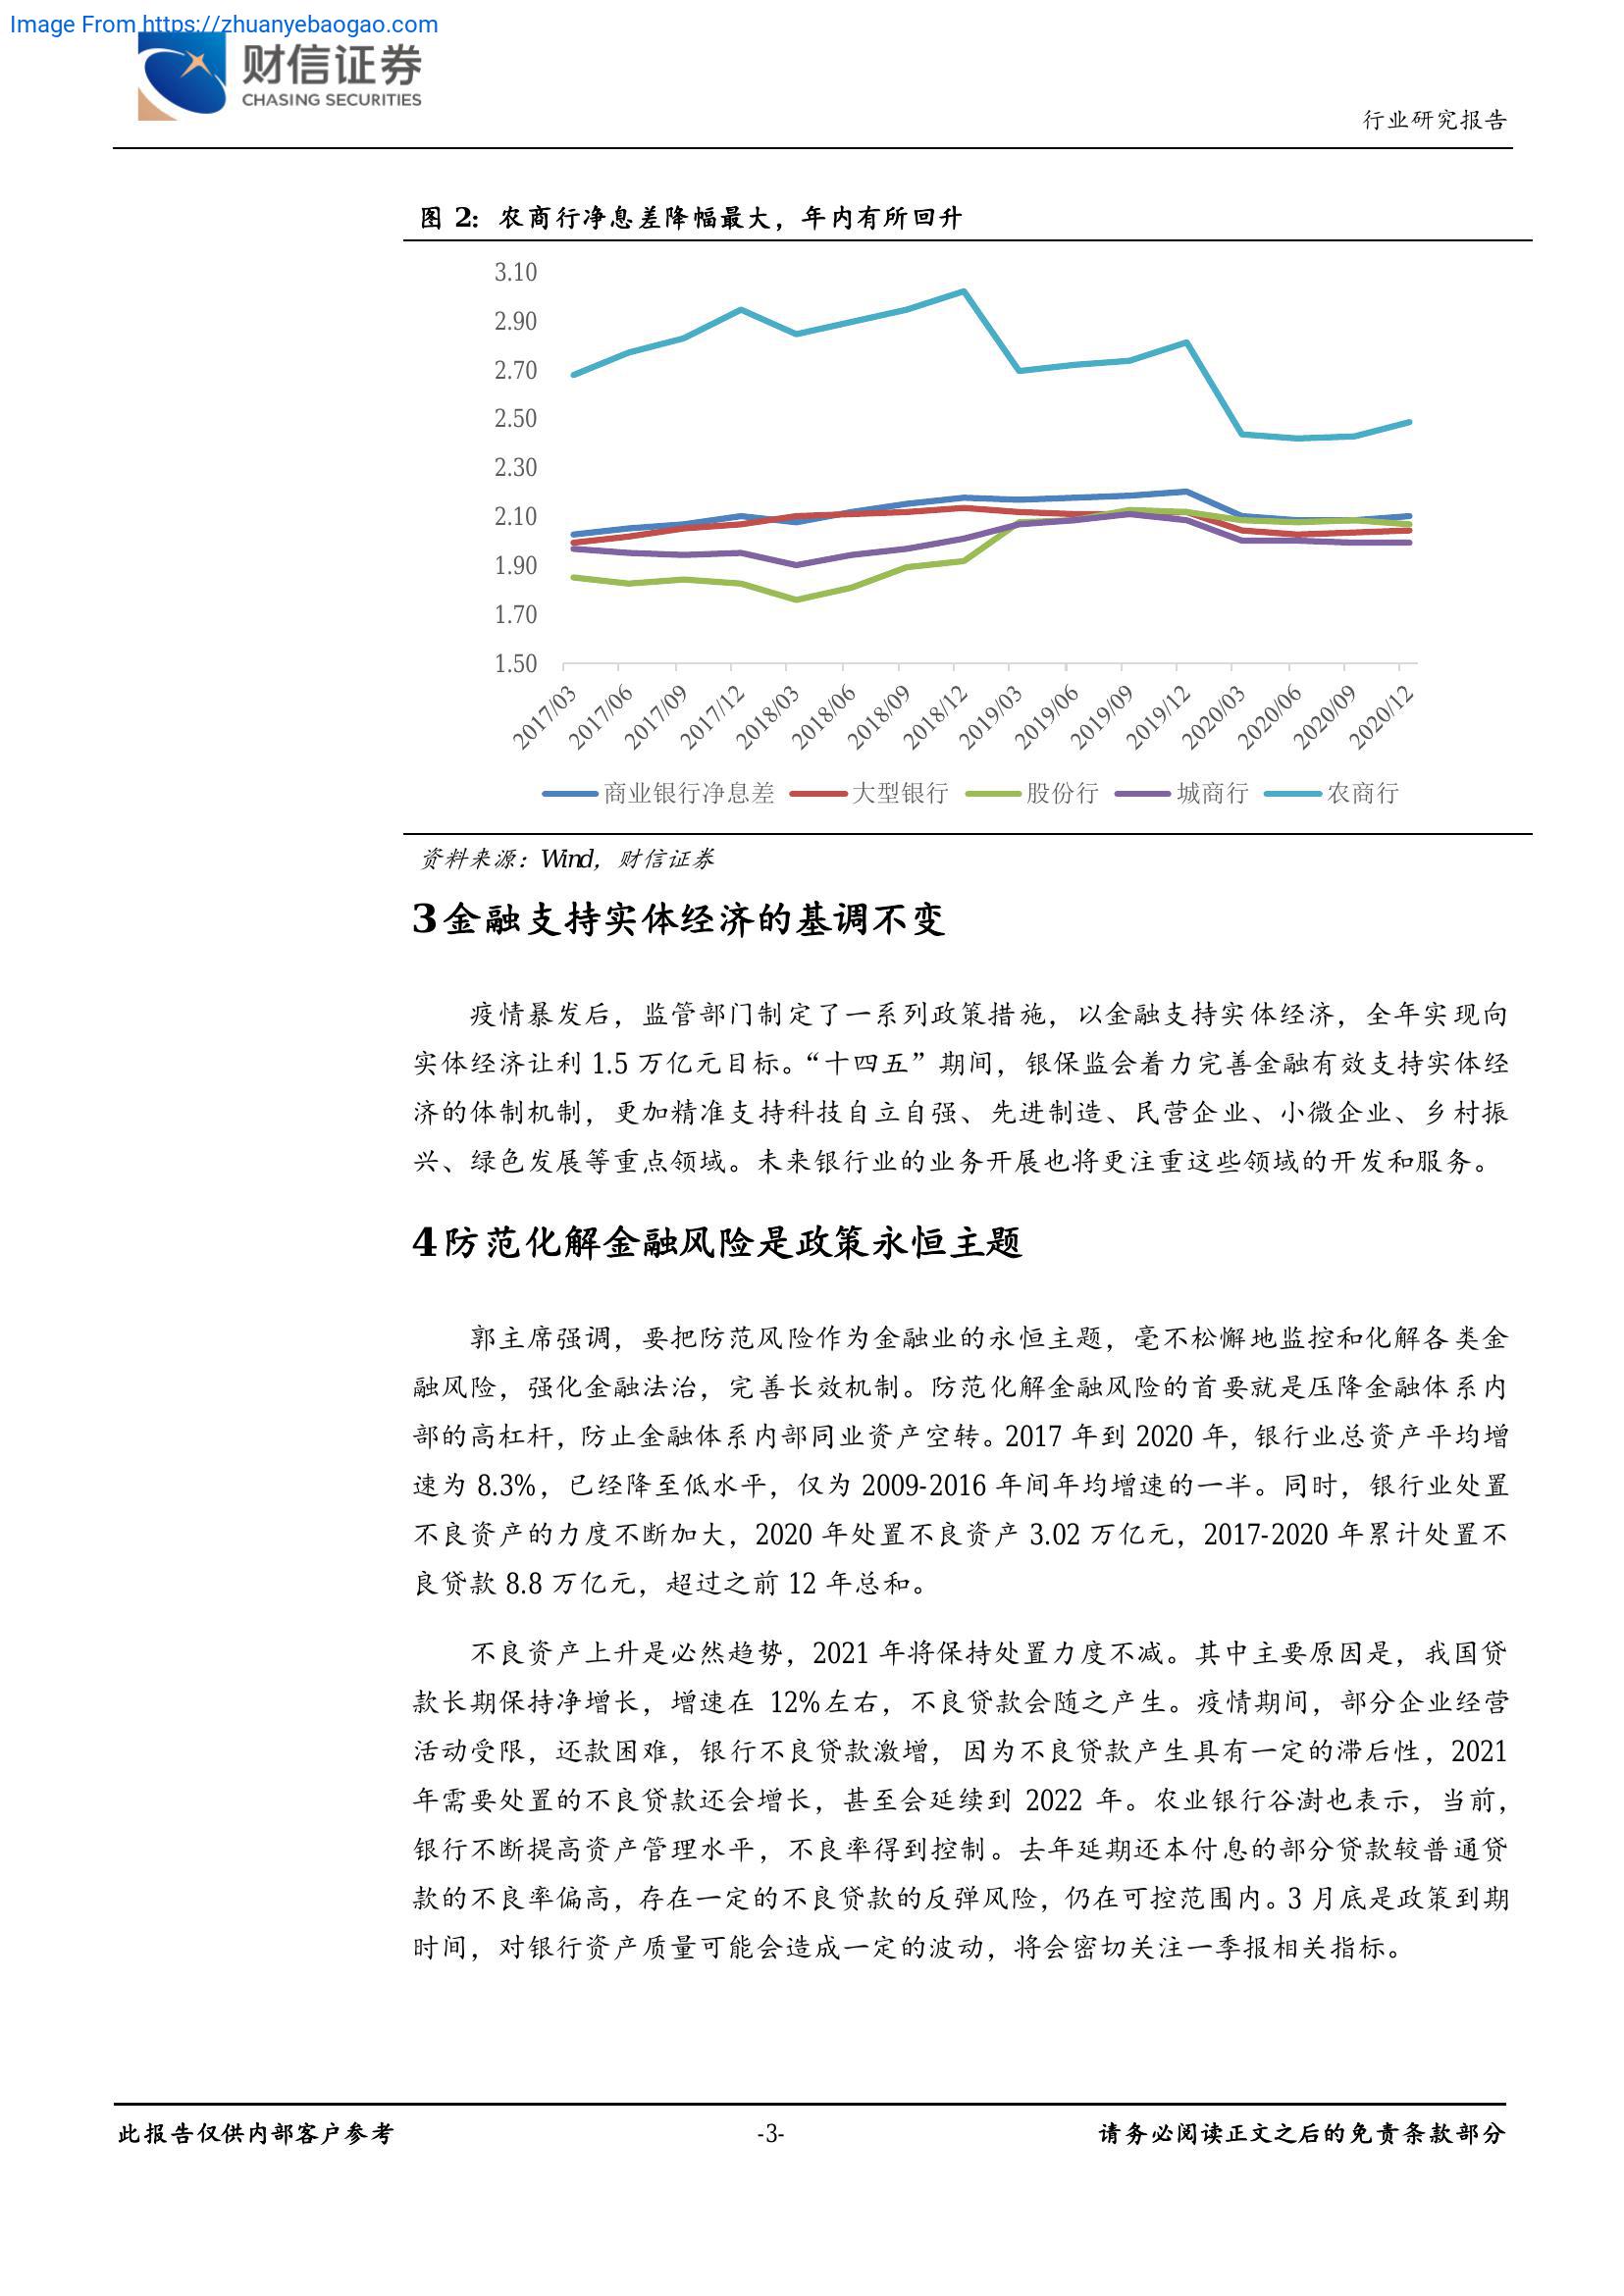 Image From https://zhuanyebaogao.com
财信证券
CHASING SECURITIES
行业研究报告
图 2：农商行净息差降幅最大，年内有所回升
3.10
2.90
2.70
2.50
2.30
2.10
1.90
1.70
1.50
2017/03
2017/06
2017/09
2017/12
2018/03
2018/06
2018/09
2018/12
2019/03
2019/06
2019/09
2019/12
2020/03
2020/06
2020/09
2020/12
商业银行净息差 大型银行 股份行 城商行 农商行
资料来源：Wind，财信证券
3金融支持实体经济的基调不变
疫情暴发后，监管部门制定了一系列政策措施，以金融支持实体经济，全年实现向
实体经济让利 1.5 万亿元目标。“十四五”期间，银保监会着力完善金融有效支持实体经
济的体制机制，更加精准支持科技自立自强、先进制造、民营企业、小微企业、乡村振
兴、绿色发展等重点领域。未来银行业的业务开展也将更注重这些领域的开发和服务。
4防范化解金融风险是政策永恒主题
郭主席强调，要把防范风险作为金融业的永恒主题，毫不松懈地监控和化解各类金
融风险，强化金融法治，完善长效机制。防范化解金融风险的首要就是压降金融体系内
部的高杠杆，防止金融体系内部同业资产空转。2017 年到 2020 年，银行业总资产平均增
速为 8.3%，已经降至低水平，仅为 2009-2016 年间年均增速的一半。同时，银行业处置
不良资产的力度不断加大，2020 年处置不良资产 3.02 万亿元，2017-2020 年累计处置不
良贷款 8.8 万亿元，超过之前 12 年总和。
不良资产上升是必然趋势，2021 年将保持处置力度不减。其中主要原因是，我国贷
款长期保持净增长，增速在 12%左右，不良贷款会随之产生。疫情期间，部分企业经营
活动受限，还款困难，银行不良贷款激增，因为不良贷款产生具有一定的滞后性，2021
年需要处置的不良贷款还会增长，甚至会延续到 2022 年。农业银行谷澍也表示，当前，
银行不断提高资产管理水平，不良率得到控制。去年延期还本付息的部分贷款较普通贷
款的不良率偏高，存在一定的不良贷款的反弹风险，仍在可控范围内。3 月底是政策到期
时间，对银行资产质量可能会造成一定的波动，将会密切关注一季报相关指标。
此报告仅供内部客户参考
-3-
请务必阅读正文之后的免责条款部分